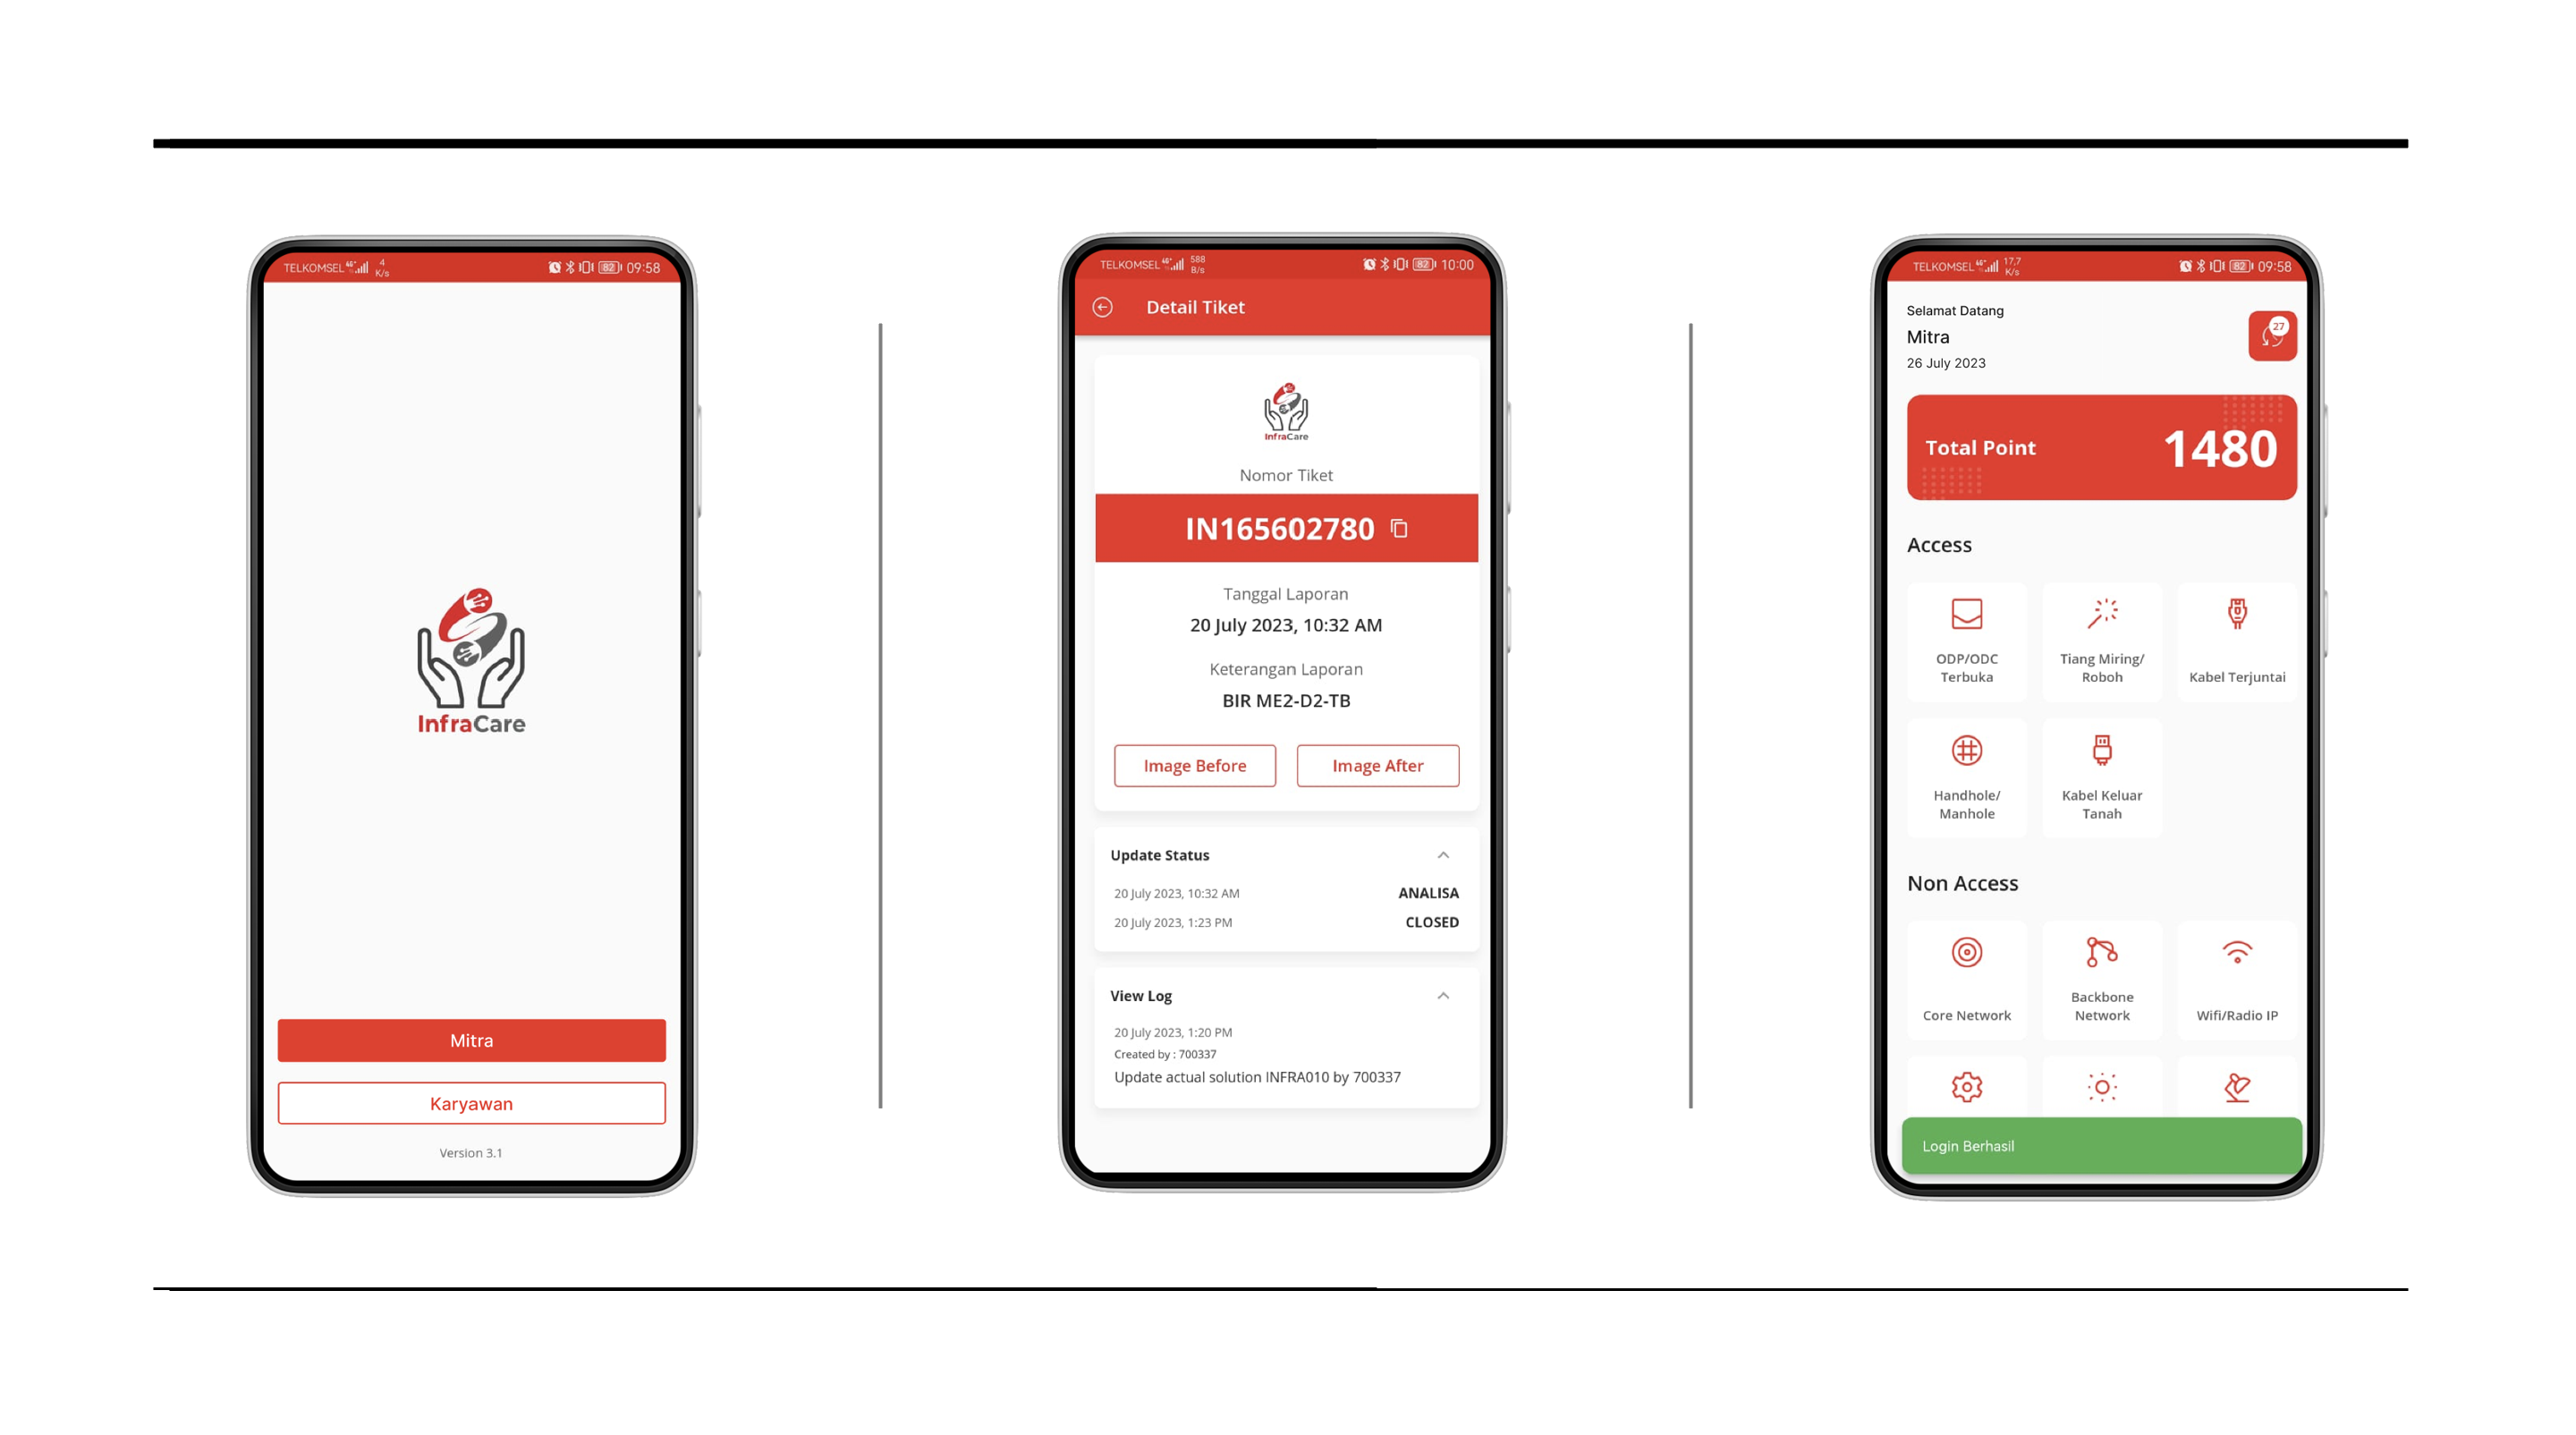 TELKOMSEL 4G+ 4 K/s 82 09:58
InfraCare
Mitra
Karyawan
Version 3.1
TELKOMSEL 4G+ 588 B/s 82 10:00
Detail Tiket
InfraCare
Nomor Tiket
IN165602780
Tanggal Laporan
20 July 2023, 10:32 AM
Keterangan Laporan
BIR ME2-D2-TB
Image Before Image After
Update Status
20 July 2023, 10:32 AM ANALISA
20 July 2023, 1:23 PM CLOSED
View Log
20 July 2023, 1:20 PM
Created by : 700337
Update actual solution INFRA010 by 700337
TELKOMSEL 4G+ 17,7 K/s 82 09:58
Selamat Datang
Mitra
27
26 July 2023
Total Point 1480
Access
ODP/ODC
Terbuka
Tiang Miring/
Roboh
Kabel Terjuntai
Handhole/
Manhole
Kabel Keluar
Tanah
Non Access
Core Network
Backbone
Network
Wifi/Radio IP
Login Berhasil